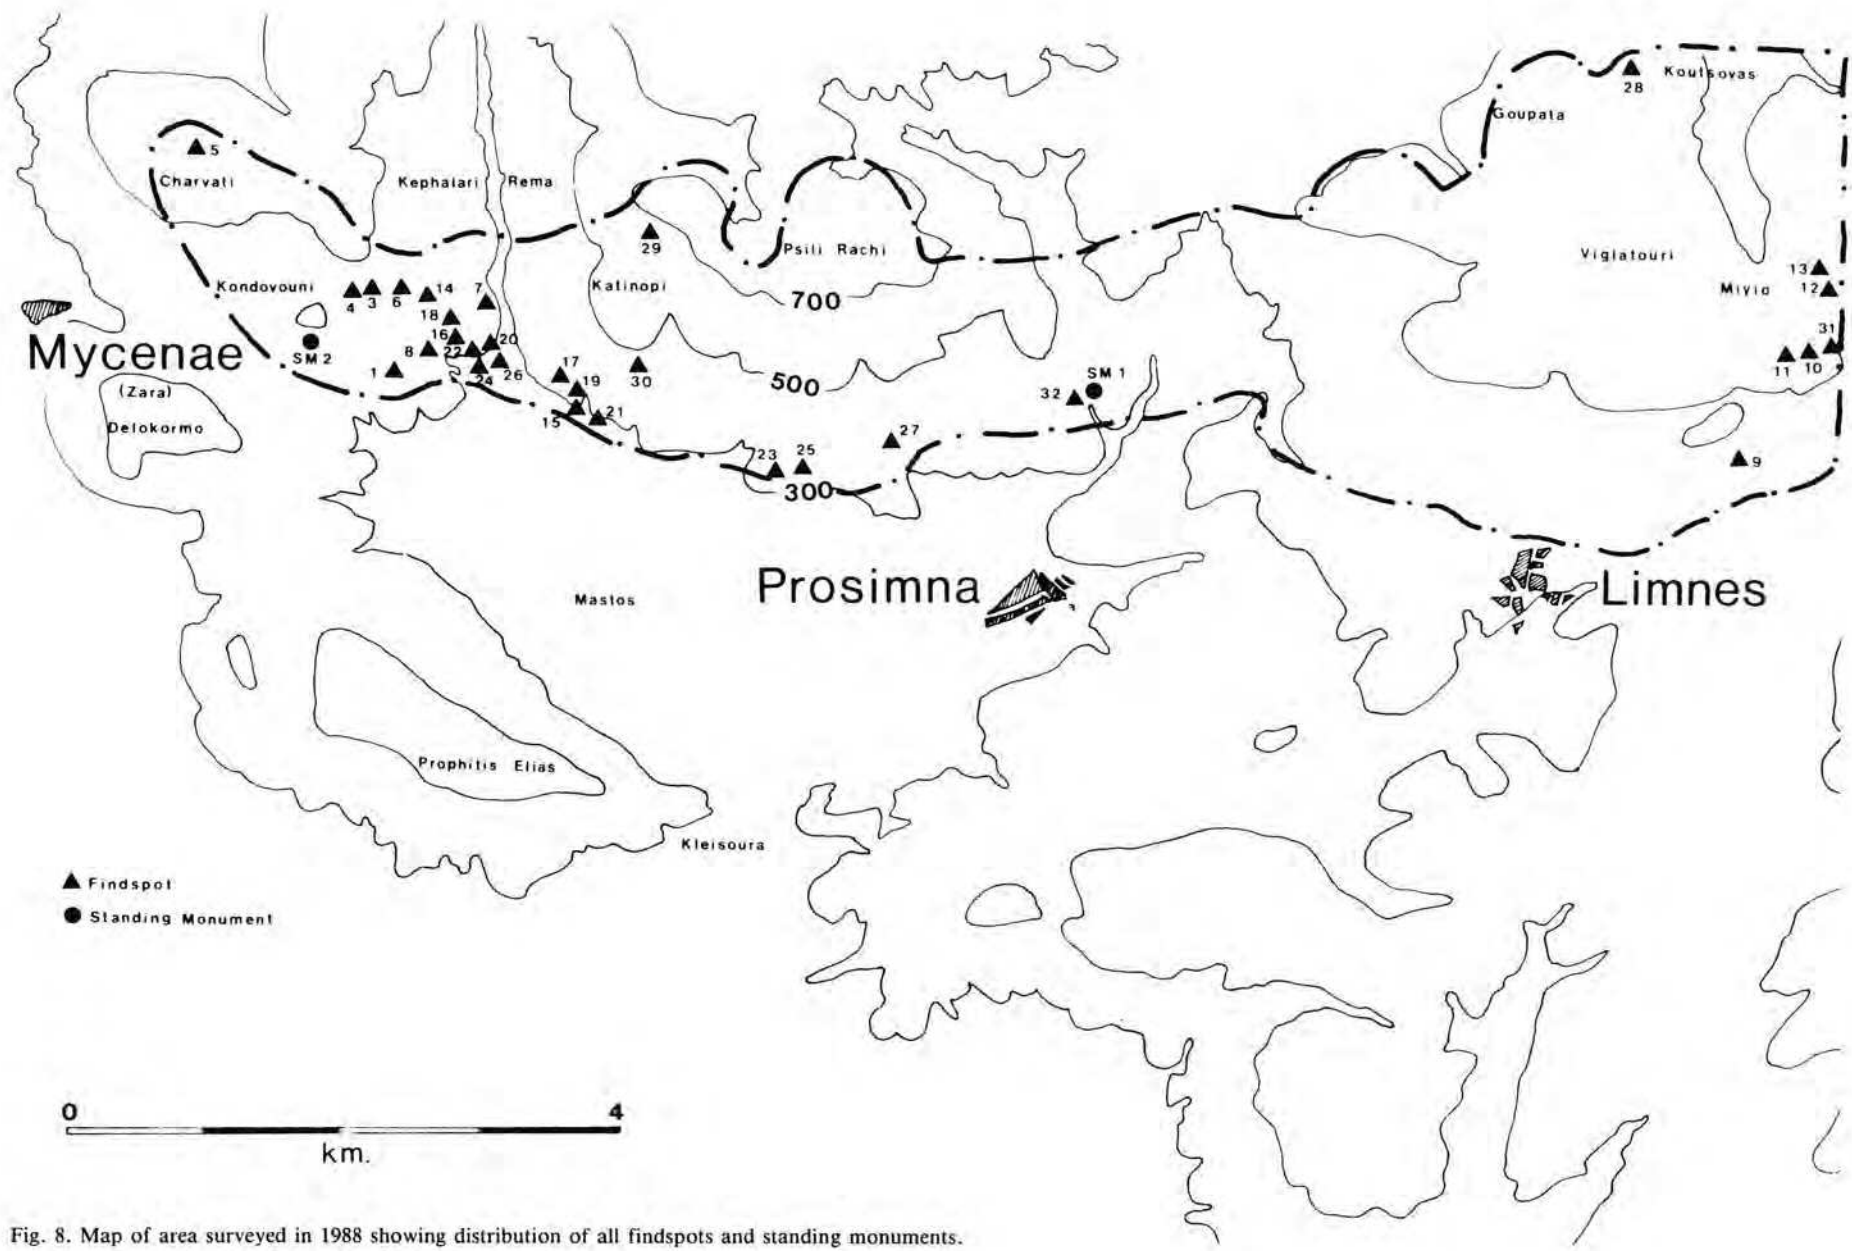 Koutsovas
28
Goupata
5
Charvati
Kephalari Rema
29
Psili Rachi
Viglatouri
13
Kondovouni
Katinopi
Mivio
12
4
3
6
14
7
700
18
Mycenae
SM 2
16
20
8
22
31
11
10
1
24
26
17
30
500
SM 1
19
32
(Zara)
Delokormo
15
21
27
23
25
9
300
Mastos
Prosimna
Limnes
Prophitis Elias
Kleisoura
Findspot
Standing Monument
0
4
km.
Fig. 8. Map of area surveyed in 1988 showing distribution of all findspots and standing monuments.